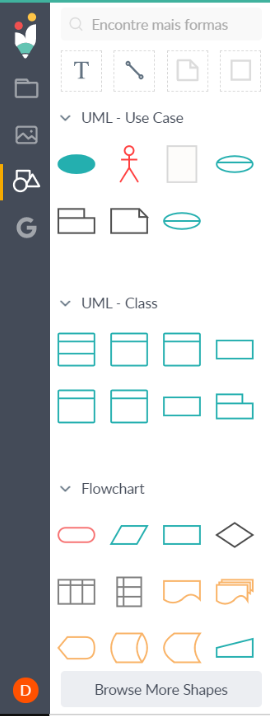 Encontre mais formas
T
UML - Use Case
UML - Class
Flowchart
G
D
Browse More Shapes